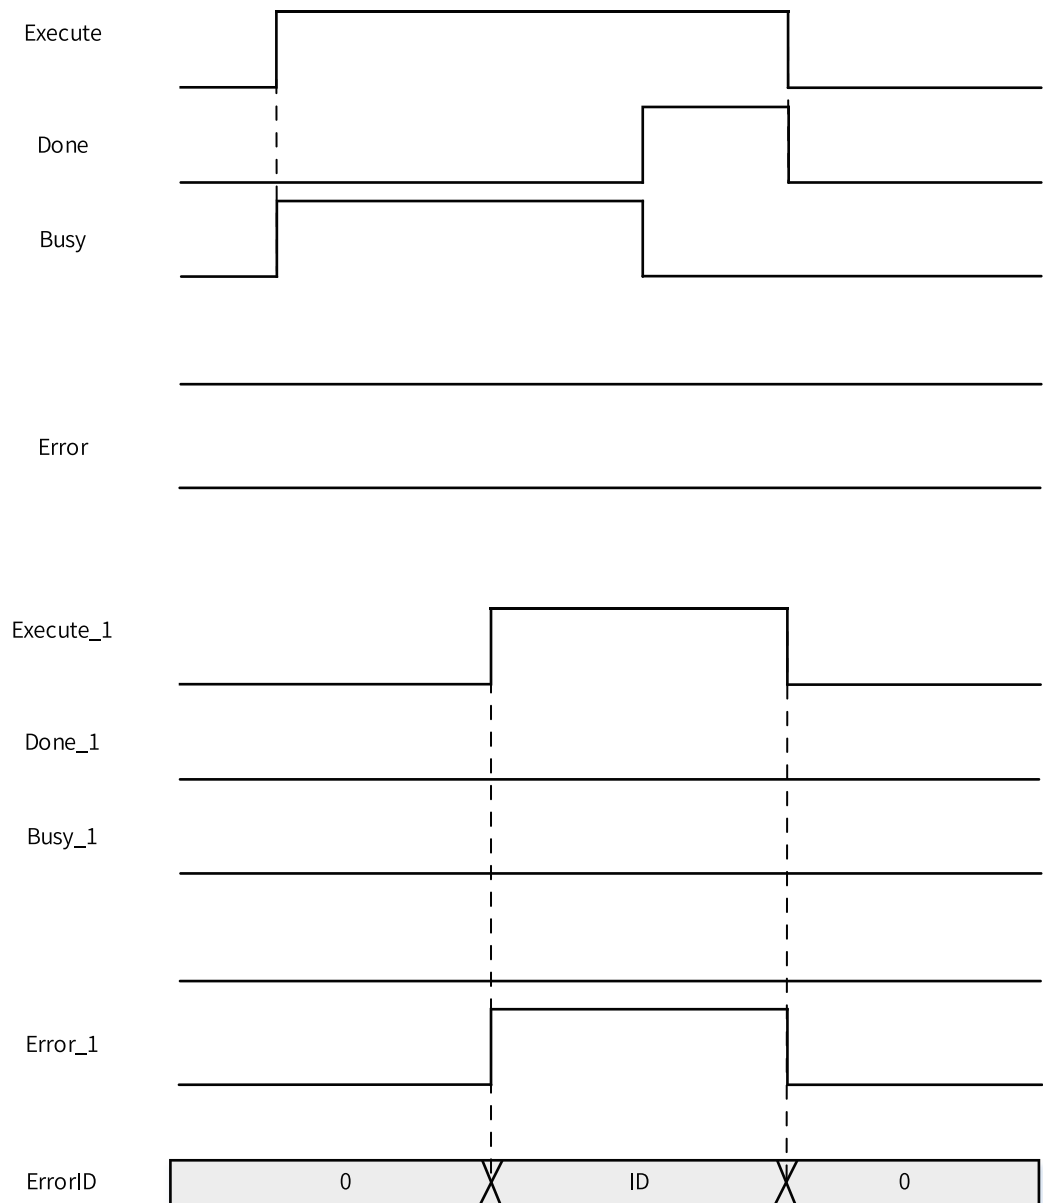 Execute
Done
Busy
Error
Execute_1
Done_1
Busy_1
Error_1
ErrorID 0 ID 0